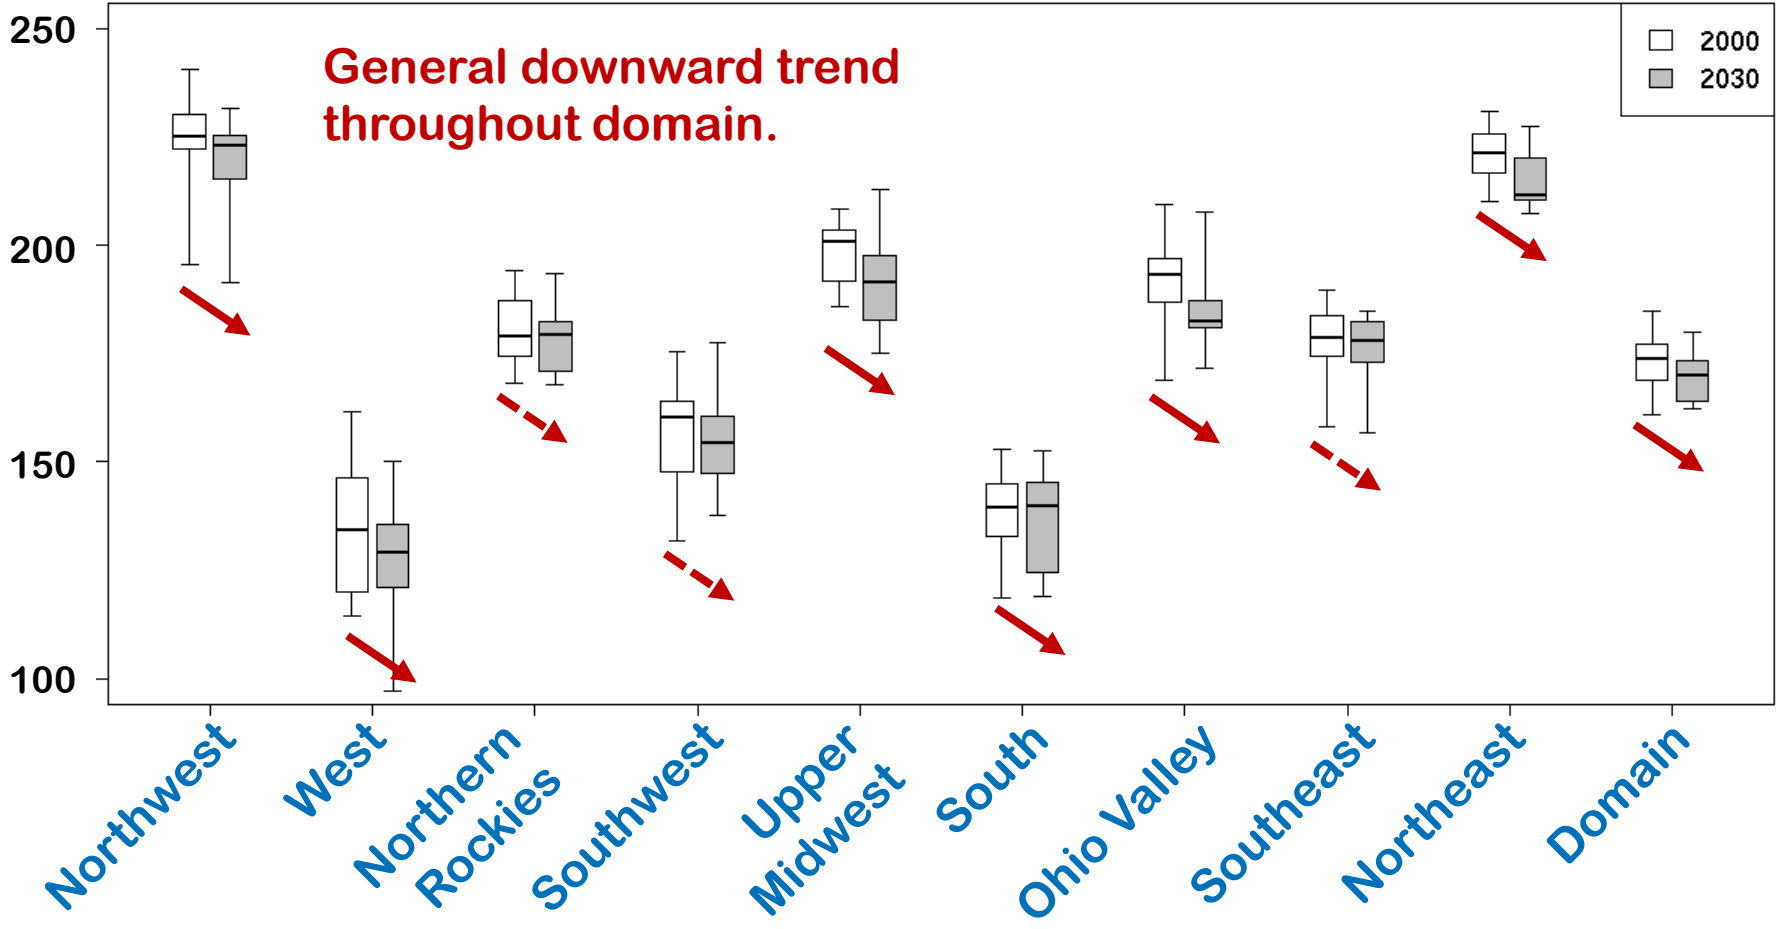 250
200
150
100
General downward trend
throughout domain.
2000
2030
Northwest
West
Northern
Rockies
Southwest
Upper
Midwest
South
Ohio Valley
Southeast
Northeast
Domain